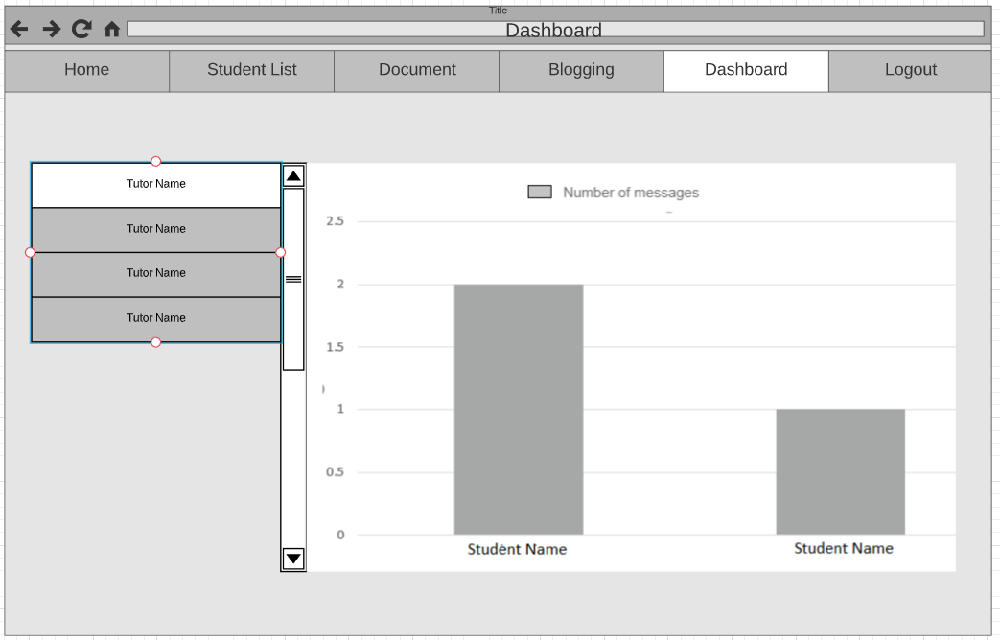 Title
Dashboard
Home
Student List
Document
Blogging
Dashboard
Logout
Tutor Name
Tutor Name
Tutor Name
Tutor Name
Number of messages
2.5
2
1.5
1
0.5
0
Student Name
Student Name